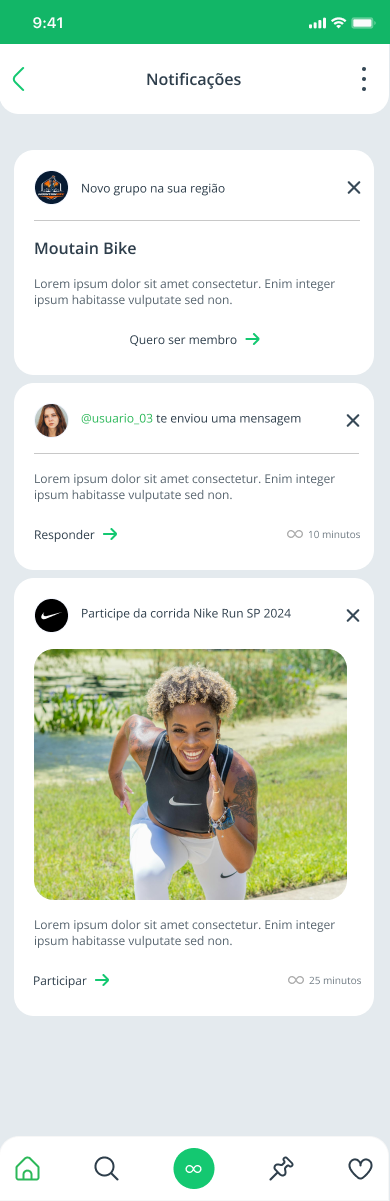 9:41
Notificações
Novo grupo na sua região
Moutain Bike
Lorem ipsum dolor sit amet consectetur. Enim integer
ipsum habitasse vulputate sed non.
Quero ser membro
@usuario_03 te enviou uma mensagem
Lorem ipsum dolor sit amet consectetur. Enim integer
ipsum habitasse vulputate sed non.
Responder
10 minutos
Participe da corrida Nike Run SP 2024
Lorem ipsum dolor sit amet consectetur. Enim integer
ipsum habitasse vulputate sed non.
Participar
25 minutos